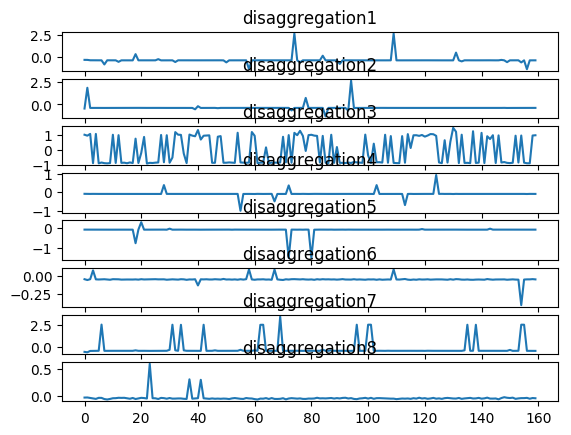 disaggregation1
2.5
0.0
disaggregation2
2.5
0.0
disaggregation3
1
0
−1
disaggregation4
1
0
−1
disaggregation5
0
−1
disaggregation6
0.00
−0.25
disaggregation7
2.5
0.0
disaggregation8
0.5
0.0
0 20 40 60 80 100 120 140 160